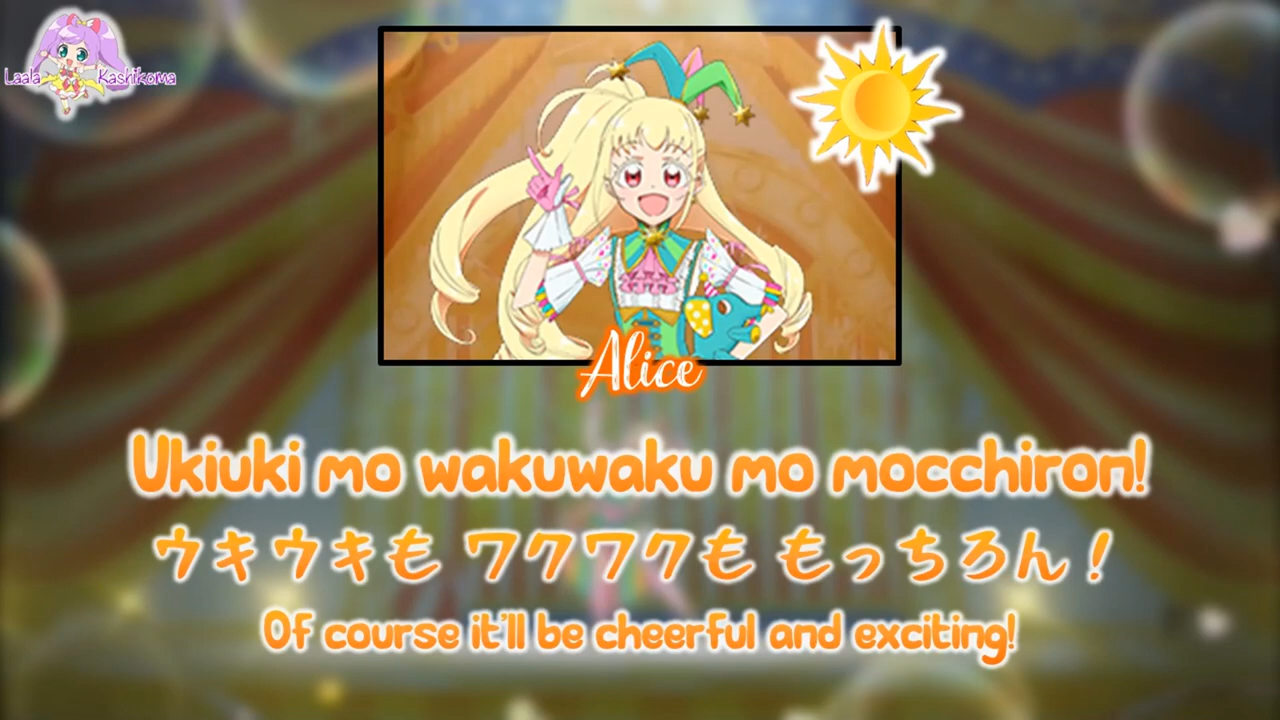 Laala Kashikoma
Alice
Ukiuki mo wakuwaku mo mocchiron!
ウキウキも ワクワクも もっちろん！
Of course it'll be cheerful and exciting!